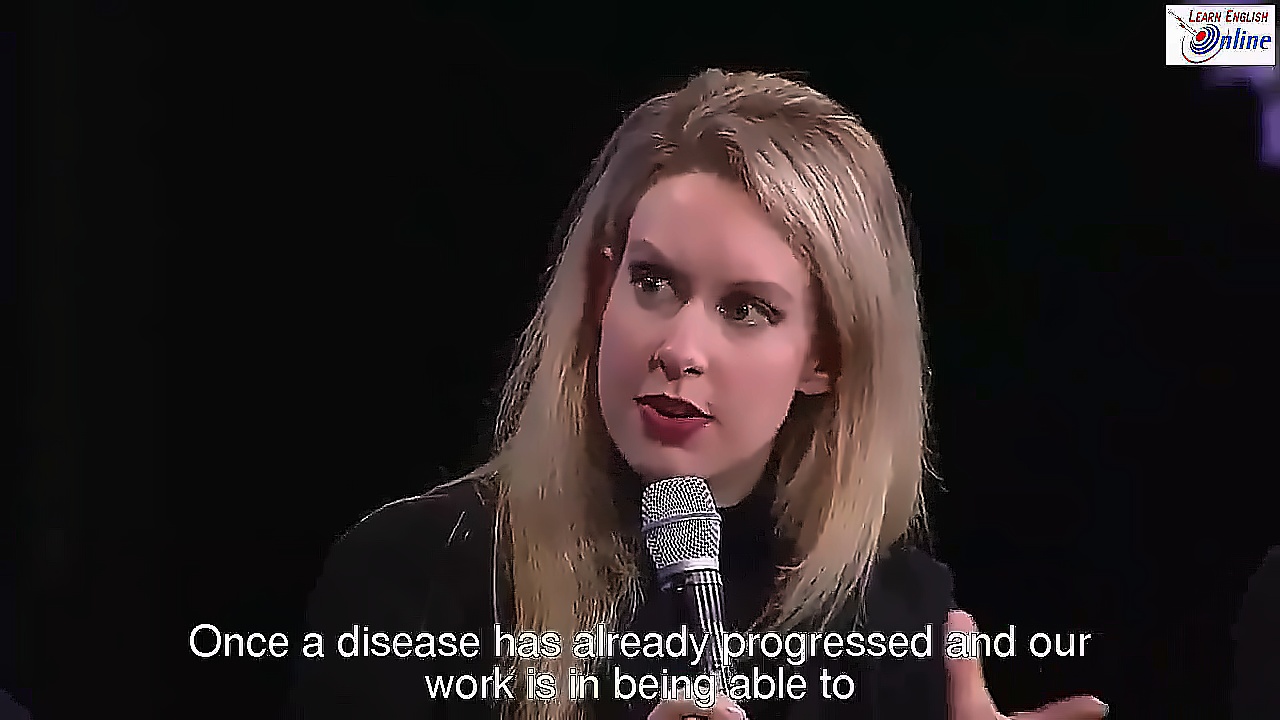 LEARN ENGLISH
Online
Once a disease has already progressed and our
work is in being able to